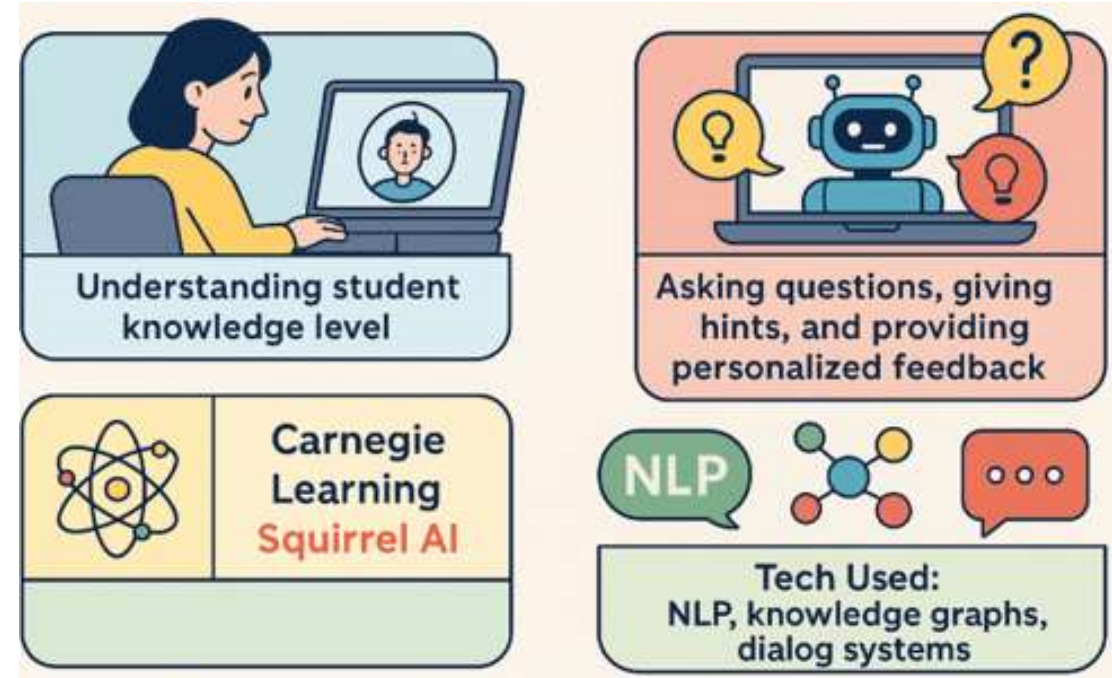 Understanding student
knowledge level
?
Asking questions, giving
hints, and providing
personalized feedback
Carnegie
Learning
Squirrel AI
NLP
Tech Used:
NLP, knowledge graphs,
dialog systems